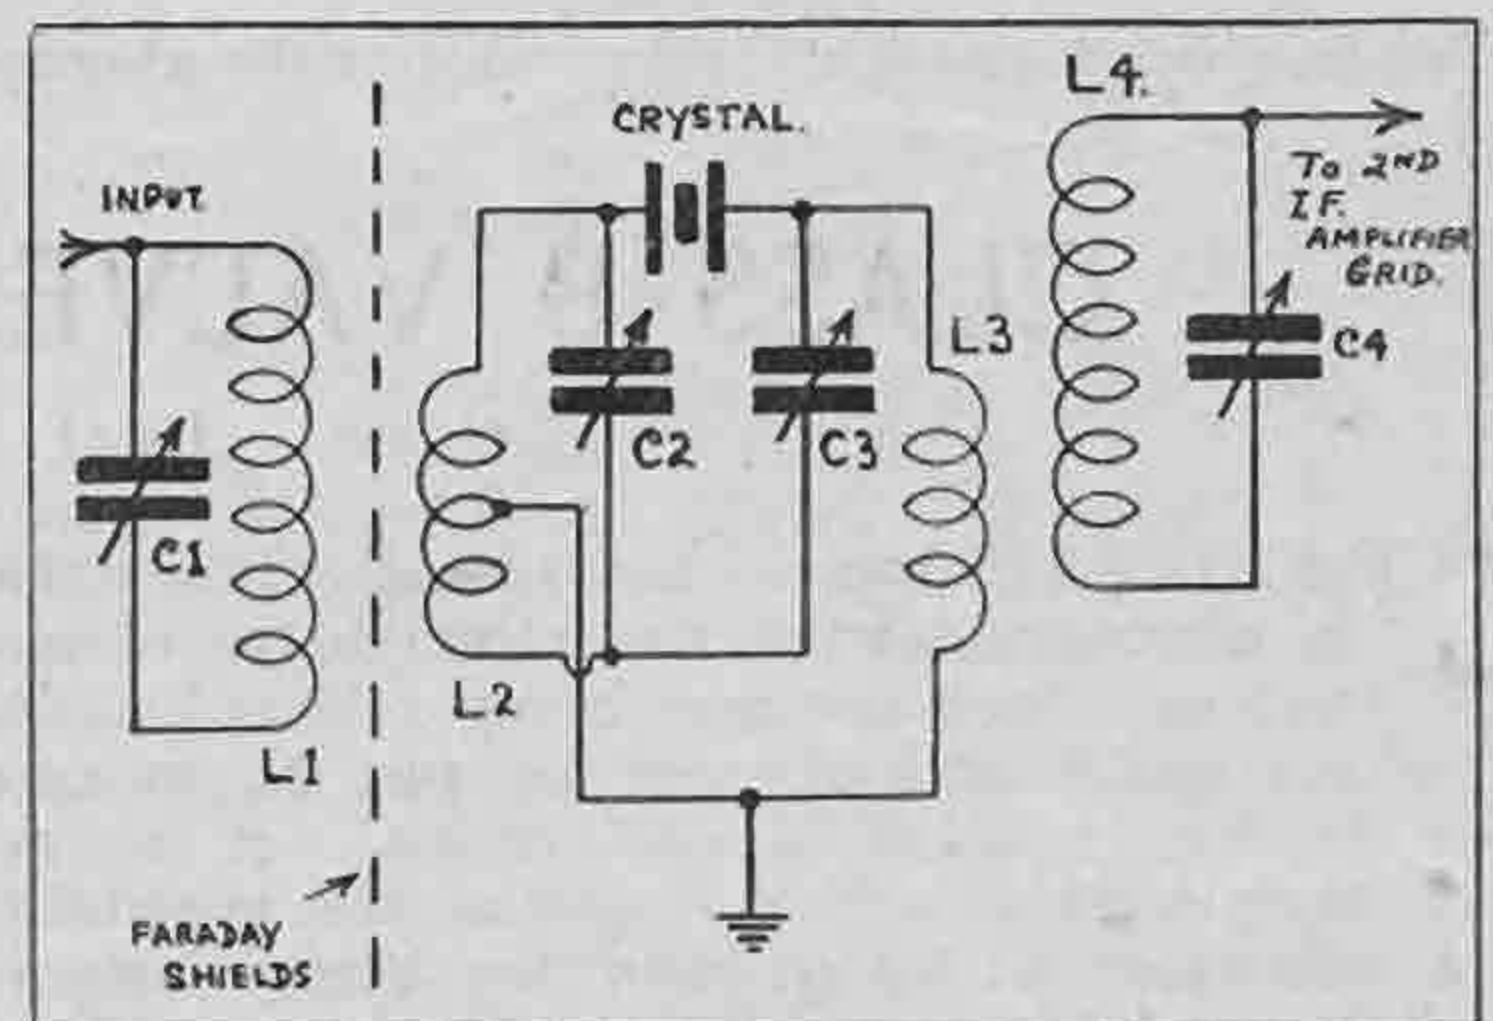 INPUT
CRYSTAL.
L4.
TO 2ND
I.F.
AMPLIFIER
GRID.
C4
L3
C2
C3
C1
L2
L1
FARADAY
SHIELDS